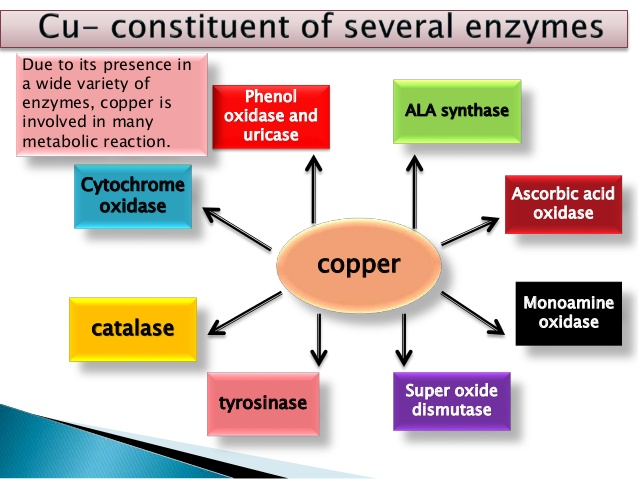 Cu- constituent of several enzymes
Due to its presence in
a wide variety of
enzymes, copper is
involved in many
metabolic reaction.
Phenol
oxidase and
uricase
ALA synthase
Cytochrome
oxidase
Ascorbic acid
oxidase
copper
catalase
Monoamine
oxidase
tyrosinase
Super oxide
dismutase